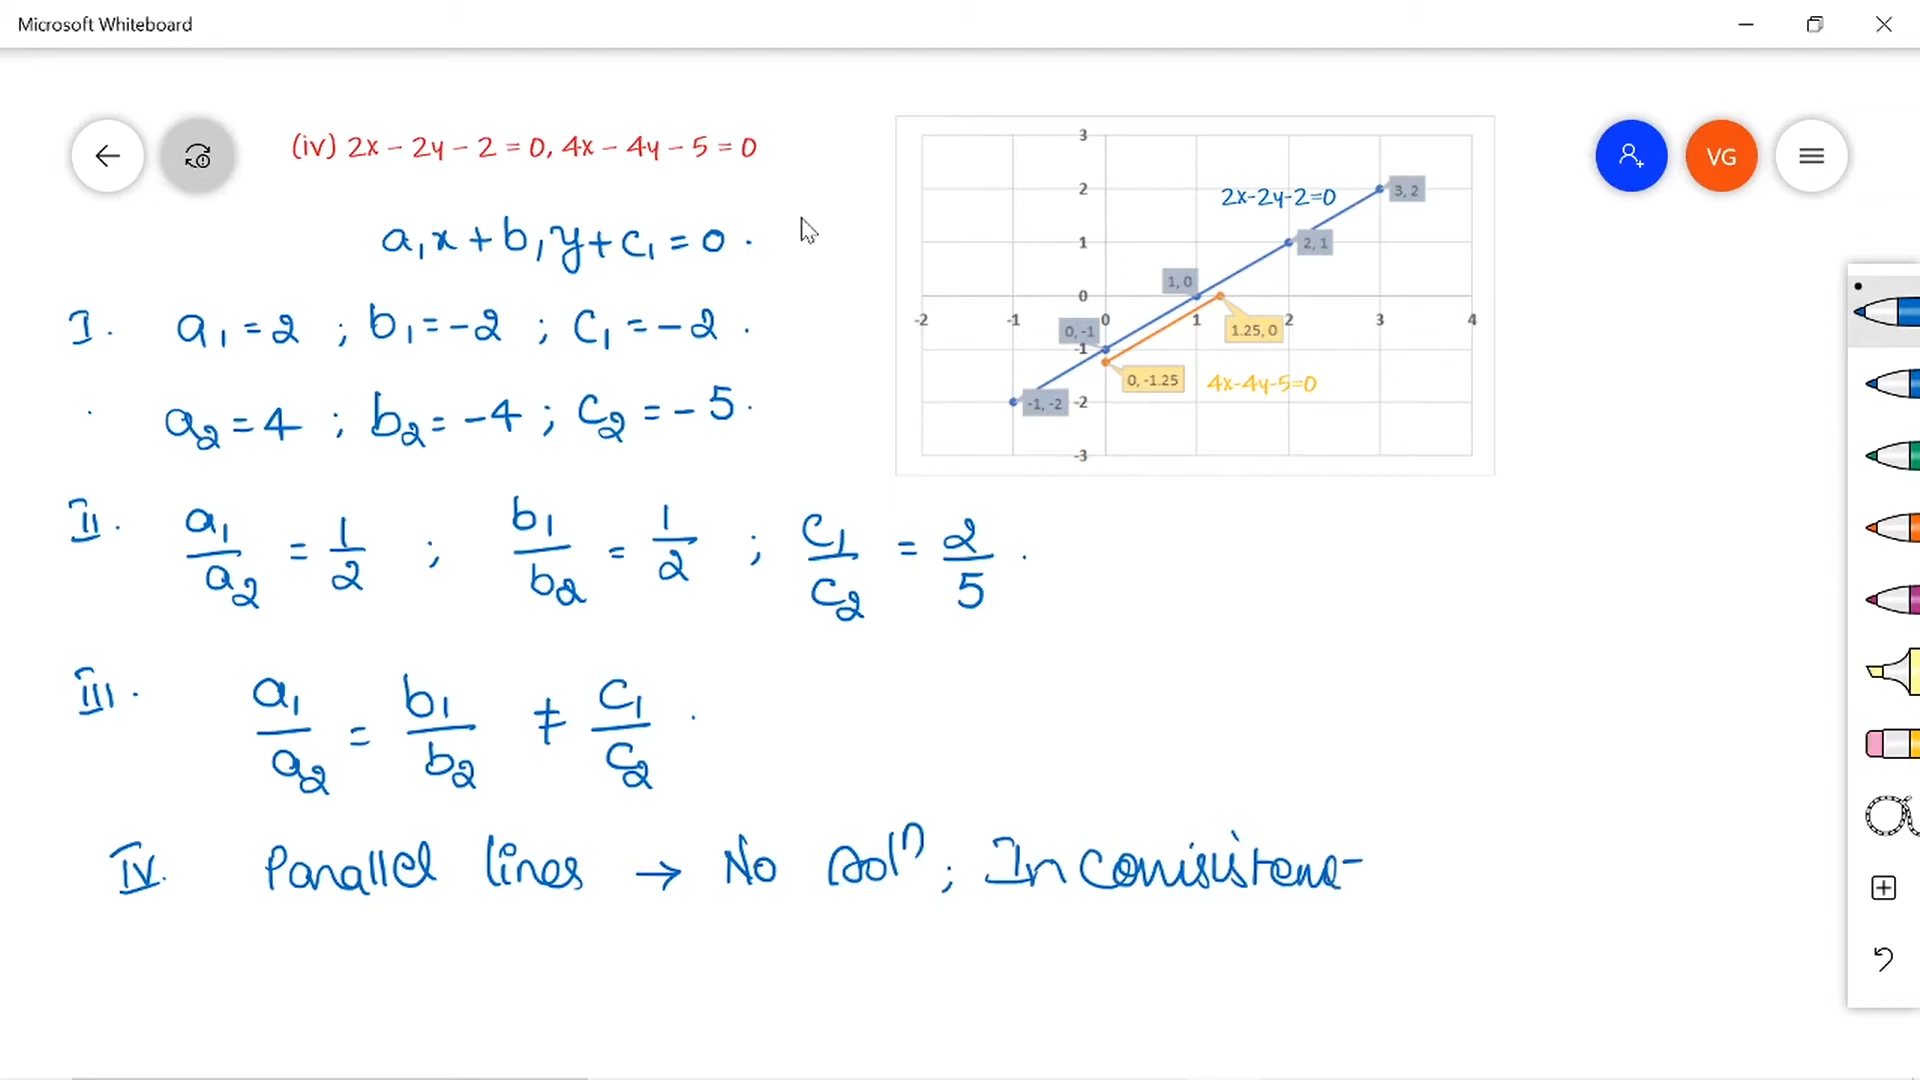 Microsoft Whiteboard
(iv) 2x - 2y - 2 = 0, 4x - 4y - 5 = 0
VG
a₁x + b₁y + c₁ = 0.
I. a₁ = 2 ; b₁ = -2 ; c₁ = -2.
a₂ = 4 ; b₂ = -4 ; c₂ = -5.
II. a₁/a₂ = 1/2 ; b₁/b₂ = 1/2 ; c₁/c₂ = 2/5.
III. a₁/a₂ = b₁/b₂ ≠ c₁/c₂.
IV. Parallel lines → No solⁿ ; Inconsistent
3
2
2x-2y-2=0
3, 2
1
2, 1
1, 0
0
-2 -1 0 1 2 3 4
0, -1
1.25, 0
-1
0, -1.25
4x-4y-5=0
-1, -2
-2
-3